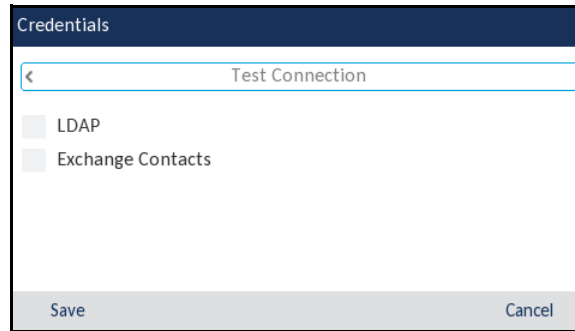 Credentials
< Test Connection
LDAP
Exchange Contacts
Save Cancel